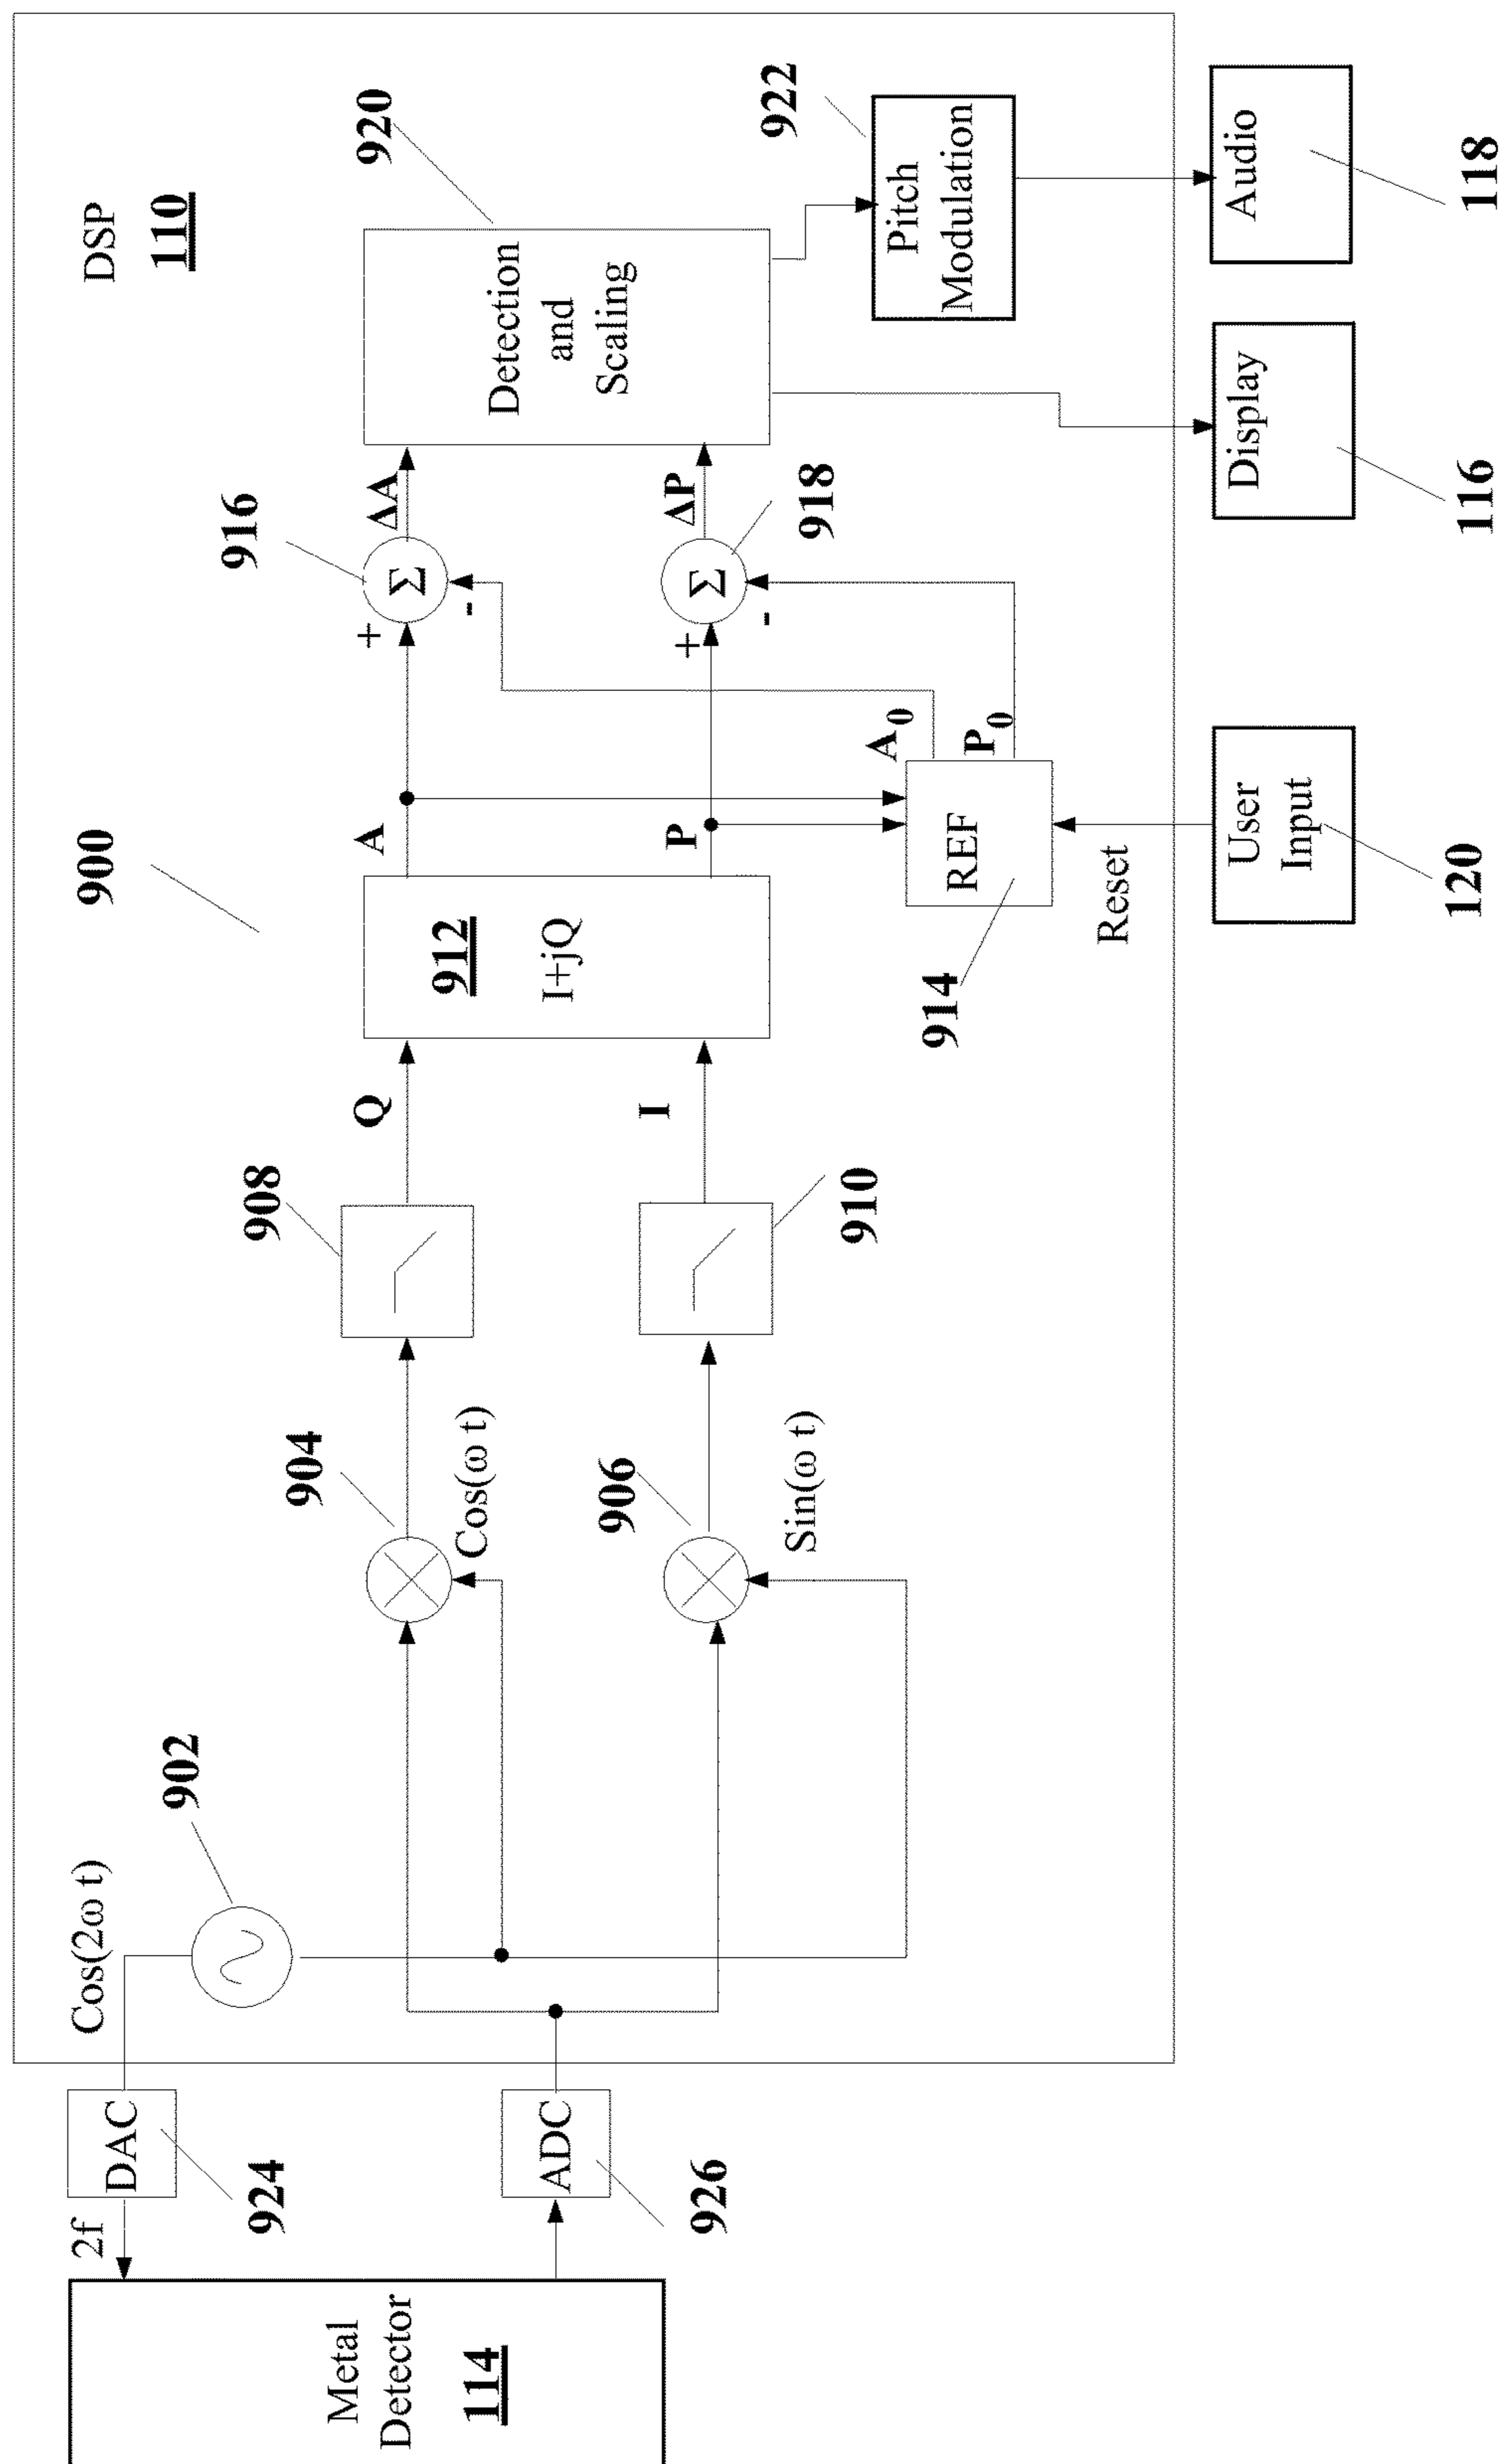 DSP
110
900
Cos(2ω t)
902
DAC
924
2f
Metal
Detector
114
ADC
926
904
Cos(ω t)
906
Sin(ω t)
908
Q
910
I
912
I+jQ
A
P
REF
914
A0
P0
Reset
User
Input
120
916
+
Σ
-
ΔA
918
+
Σ
-
ΔP
920
Detection
and
Scaling
922
Pitch
Modulation
Display
116
Audio
118